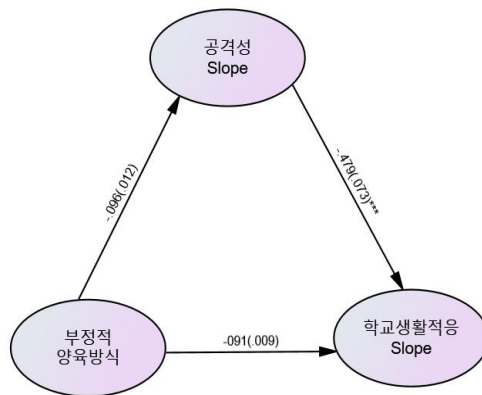 공격성
Slope
-.096(.012)
-.479(.073)***
부정적
양육방식
-091(.009)
학교생활적응
Slope